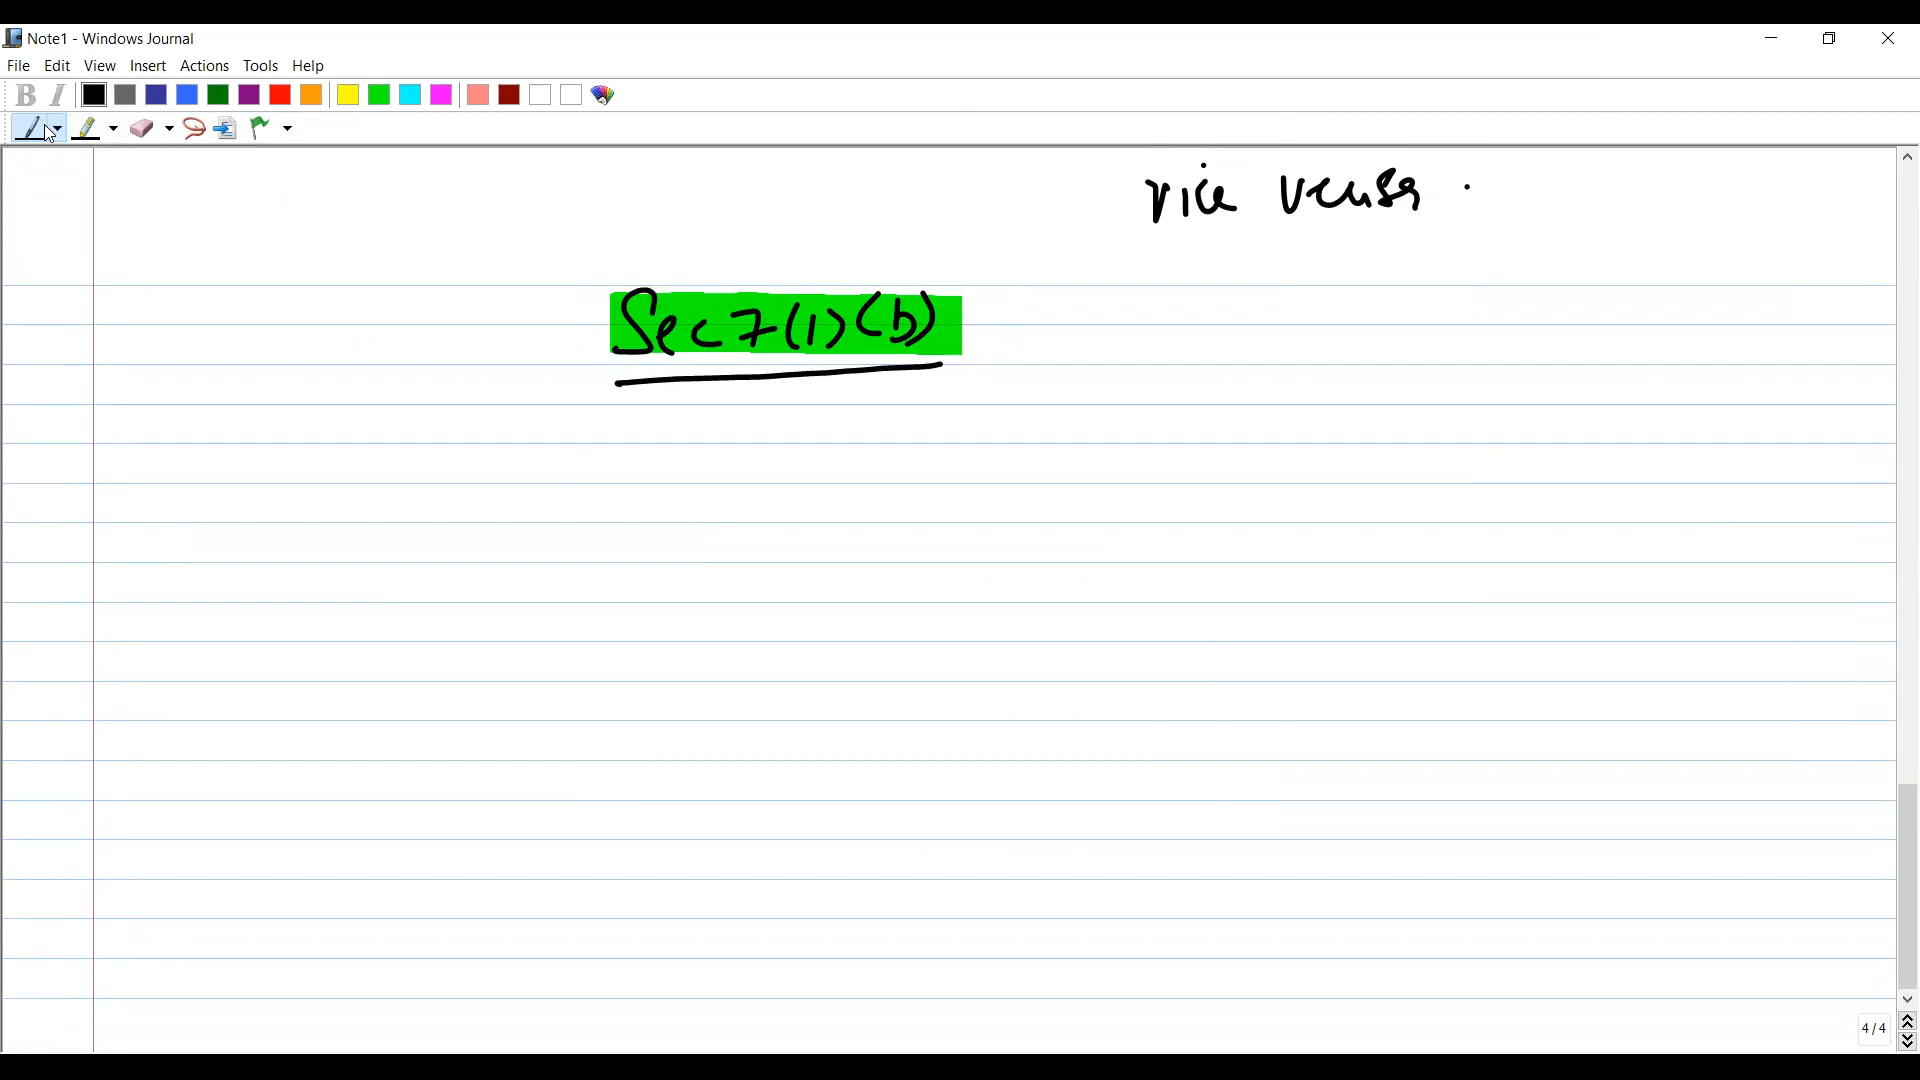 Note1 - Windows Journal
File Edit View Insert Actions Tools Help
B I
vice versa .
Sec 7(1)(b)
4 / 4